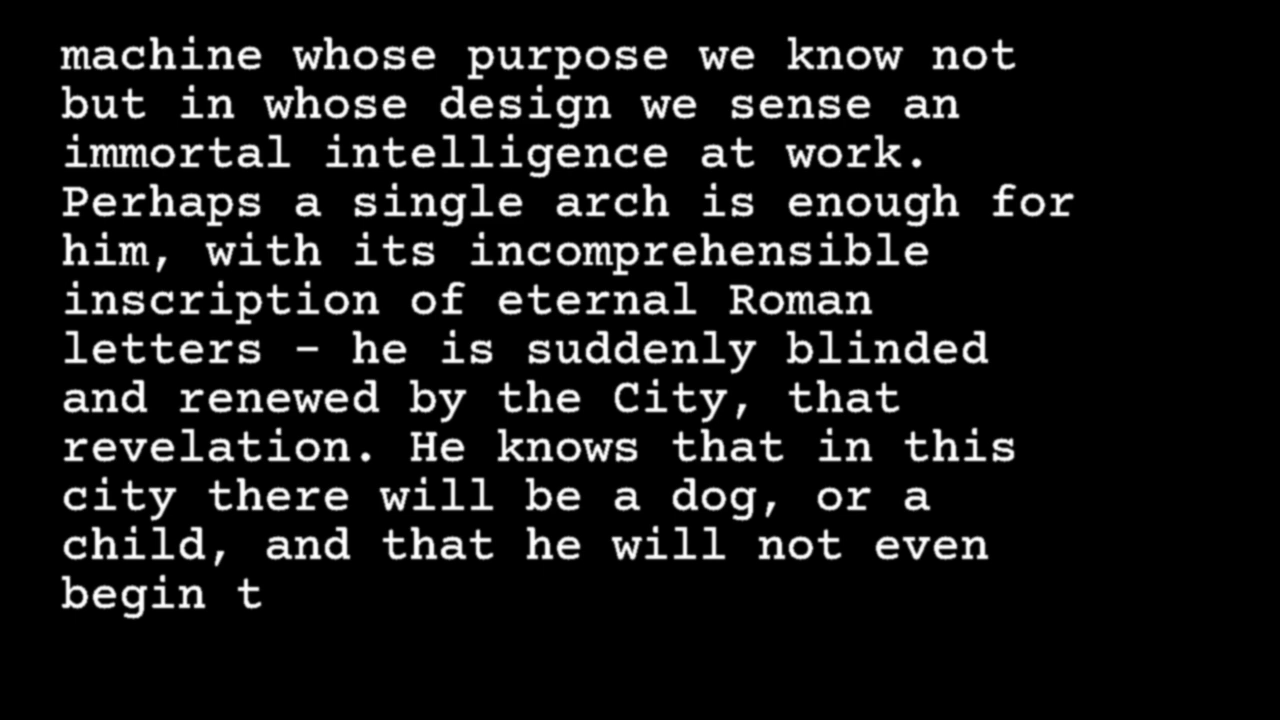 machine whose purpose we know not
but in whose design we sense an
immortal intelligence at work.
Perhaps a single arch is enough for
him, with its incomprehensible
inscription of eternal Roman
letters - he is suddenly blinded
and renewed by the City, that
revelation. He knows that in this
city there will be a dog, or a
child, and that he will not even
begin t